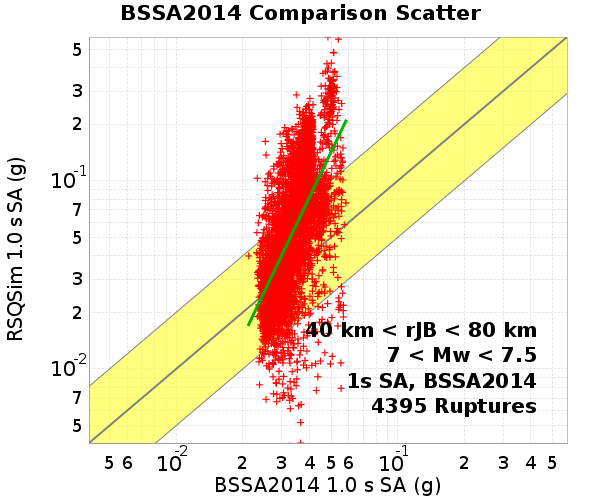 BSSA2014 Comparison Scatter
RSQSim 1.0 s SA (g)
5
3
2
10^-1
7
5
3
2
10^-2
7
5
40 km < rJB < 80 km
7 < Mw < 7.5
1s SA, BSSA2014
4395 Ruptures
5 6 10^-2 2 3 4 5 6 10^-1 2 3 4 5
BSSA2014 1.0 s SA (g)